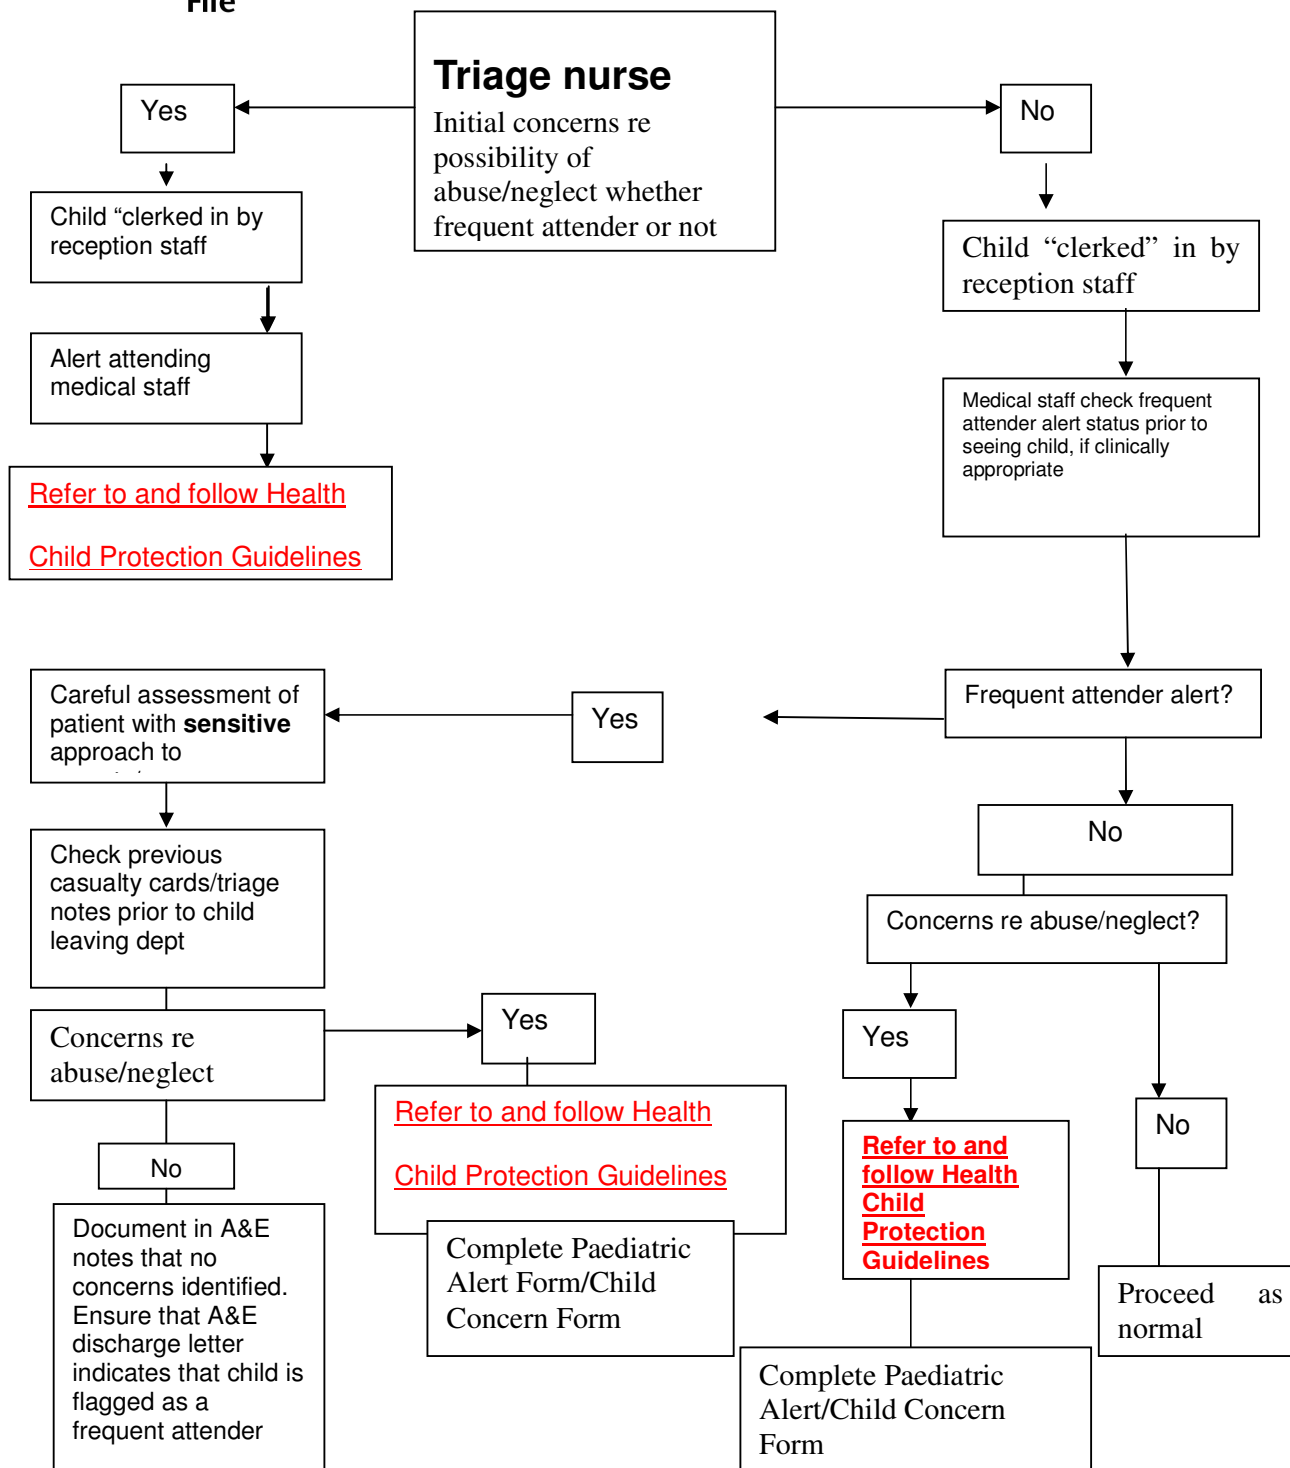 File
Triage nurse
Initial concerns re
possibility of
abuse/neglect whether
frequent attender or not
Yes
No
Child “clerked in by
reception staff
Child “clerked” in by
reception staff
Alert attending
medical staff
Medical staff check frequent
attender alert status prior to
seeing child, if clinically
appropriate
Refer to and follow Health
Child Protection Guidelines
Careful assessment of
patient with sensitive
approach to
Yes
Frequent attender alert?
No
Check previous
casualty cards/triage
notes prior to child
leaving dept
Concerns re abuse/neglect?
Concerns re
abuse/neglect
Yes
Yes
No
Refer to and follow Health
Child Protection Guidelines
Refer to and
follow Health
Child
Protection
Guidelines
No
Document in A&E
notes that no
concerns identified.
Ensure that A&E
discharge letter
indicates that child is
flagged as a
frequent attender
Complete Paediatric
Alert Form/Child
Concern Form
Proceed as
normal
Complete Paediatric
Alert/Child Concern
Form